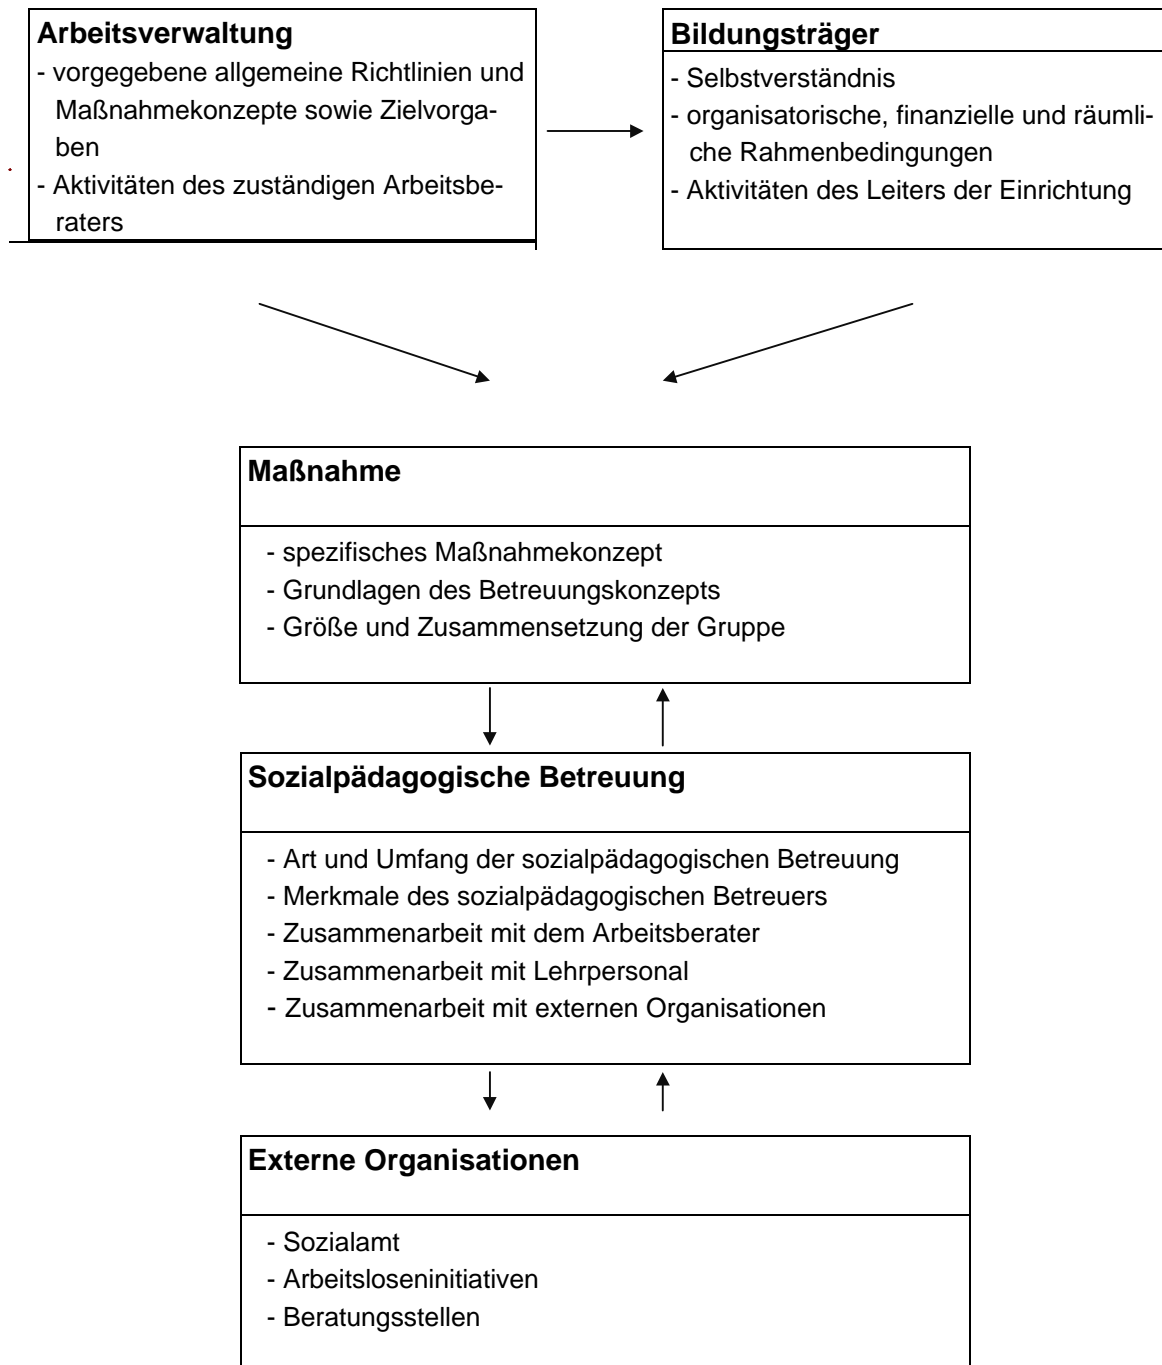 Arbeitsverwaltung
- vorgegebene allgemeine Richtlinien und
Maßnahmekonzepte sowie Zielvorga-
ben
- Aktivitäten des zuständigen Arbeitsbe-
raters
Bildungsträger
- Selbstverständnis
- organisatorische, finanzielle und räumli-
che Rahmenbedingungen
- Aktivitäten des Leiters der Einrichtung
Maßnahme
- spezifisches Maßnahmekonzept
- Grundlagen des Betreuungskonzepts
- Größe und Zusammensetzung der Gruppe
Sozialpädagogische Betreuung
- Art und Umfang der sozialpädagogischen Betreuung
- Merkmale des sozialpädagogischen Betreuers
- Zusammenarbeit mit dem Arbeitsberater
- Zusammenarbeit mit Lehrpersonal
- Zusammenarbeit mit externen Organisationen
Externe Organisationen
- Sozialamt
- Arbeitsloseninitiativen
- Beratungsstellen